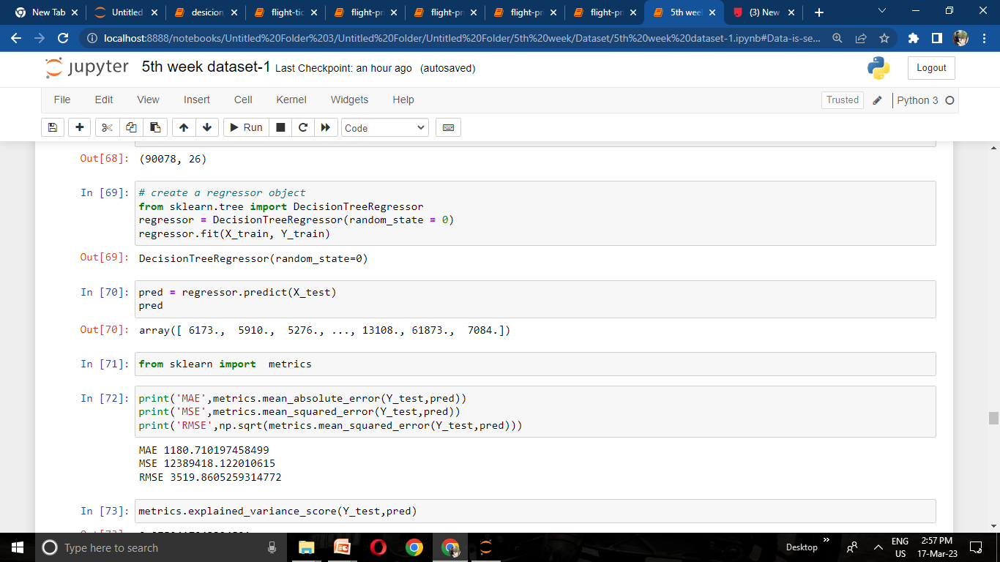 New Tab
Untitled
desicion
flight-tic
flight-pr
flight-pr
flight-pr
flight-pr
5th wee
(3) New
localhost:8888/notebooks/Untitled%20Folder%203/Untitled%20Folder/Untitled%20Folder/5th%20week/Dataset/5th%20week%20dataset-1.ipynb#Data-is-se...
jupyter 5th week dataset-1 Last Checkpoint: an hour ago (autosaved)
Logout
File Edit View Insert Cell Kernel Widgets Help
Trusted
Python 3
Run
Code
Out[68]: (90078, 26)
In [69]: # create a regressor object
from sklearn.tree import DecisionTreeRegressor
regressor = DecisionTreeRegressor(random_state = 0)
regressor.fit(X_train, Y_train)
Out[69]: DecisionTreeRegressor(random_state=0)
In [70]: pred = regressor.predict(X_test)
pred
Out[70]: array([ 6173., 5910., 5276., ..., 13108., 61873., 7084.])
In [71]: from sklearn import metrics
In [72]: print('MAE',metrics.mean_absolute_error(Y_test,pred))
print('MSE',metrics.mean_squared_error(Y_test,pred))
print('RMSE',np.sqrt(metrics.mean_squared_error(Y_test,pred)))
MAE 1180.710197458499
MSE 12389418.122010615
RMSE 3519.8605259314772
In [73]: metrics.explained_variance_score(Y_test,pred)
Type here to search
Desktop
ENG
US
2:57 PM
17-Mar-23